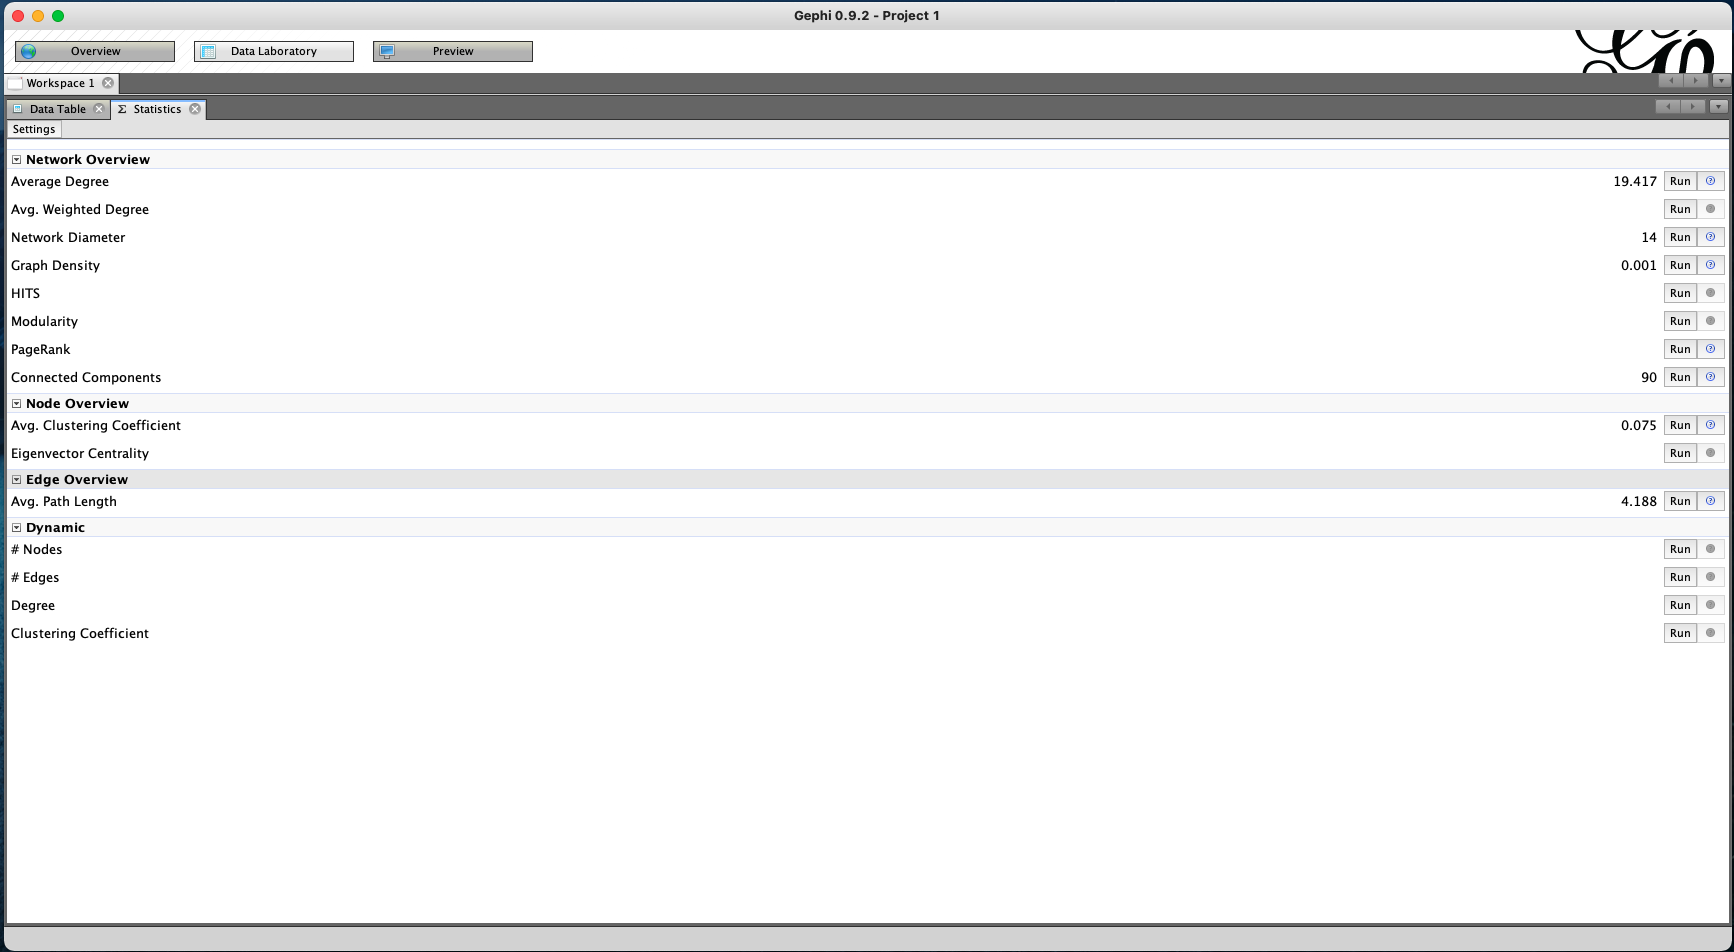 Gephi 0.9.2 - Project 1
Overview Data Laboratory Preview
Workspace 1
Data Table Σ Statistics
Settings
Network Overview
Average Degree 19.417 Run
Avg. Weighted Degree Run
Network Diameter 14 Run
Graph Density 0.001 Run
HITS Run
Modularity Run
PageRank Run
Connected Components 90 Run
Node Overview
Avg. Clustering Coefficient 0.075 Run
Eigenvector Centrality Run
Edge Overview
Avg. Path Length 4.188 Run
Dynamic
# Nodes Run
# Edges Run
Degree Run
Clustering Coefficient Run